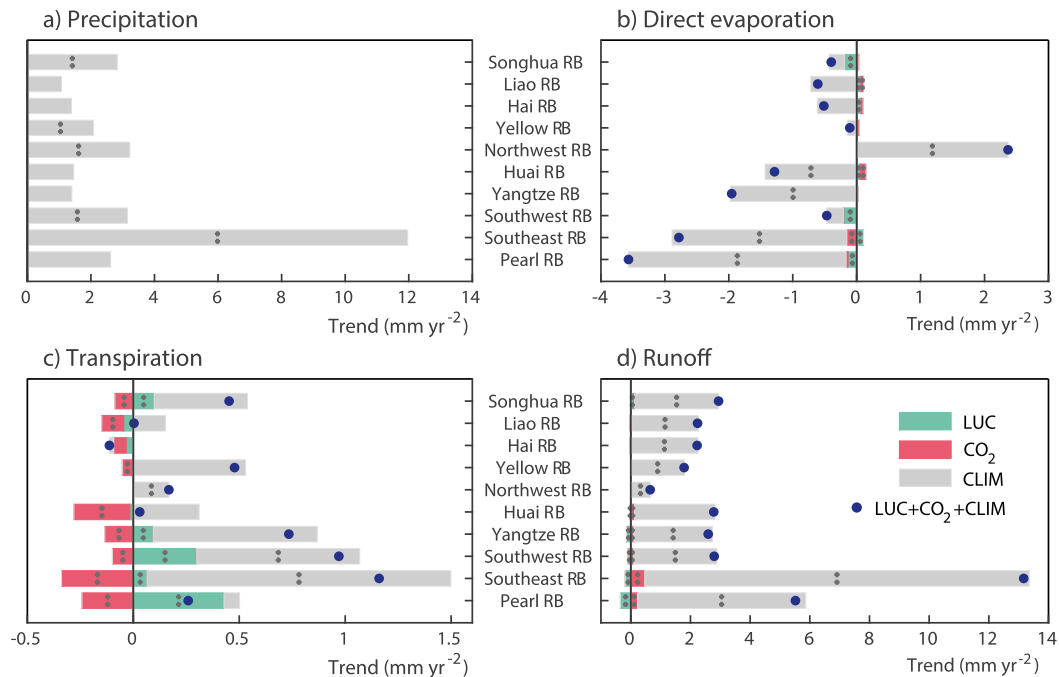 a) Precipitation
b) Direct evaporation
Songhua RB
Liao RB
Hai RB
Yellow RB
Northwest RB
Huai RB
Yangtze RB
Southwest RB
Southeast RB
Pearl RB
0 2 4 6 8 10 12 14
Trend (mm yr⁻²)
-4 -3 -2 -1 0 1 2 3
Trend (mm yr⁻²)
c) Transpiration
d) Runoff
Songhua RB
Liao RB
Hai RB
Yellow RB
Northwest RB
Huai RB
Yangtze RB
Southwest RB
Southeast RB
Pearl RB
LUC
CO₂
CLIM
LUC+CO₂+CLIM
-0.5 0 0.5 1 1.5
Trend (mm yr⁻²)
0 2 4 6 8 10 12 14
Trend (mm yr⁻²)